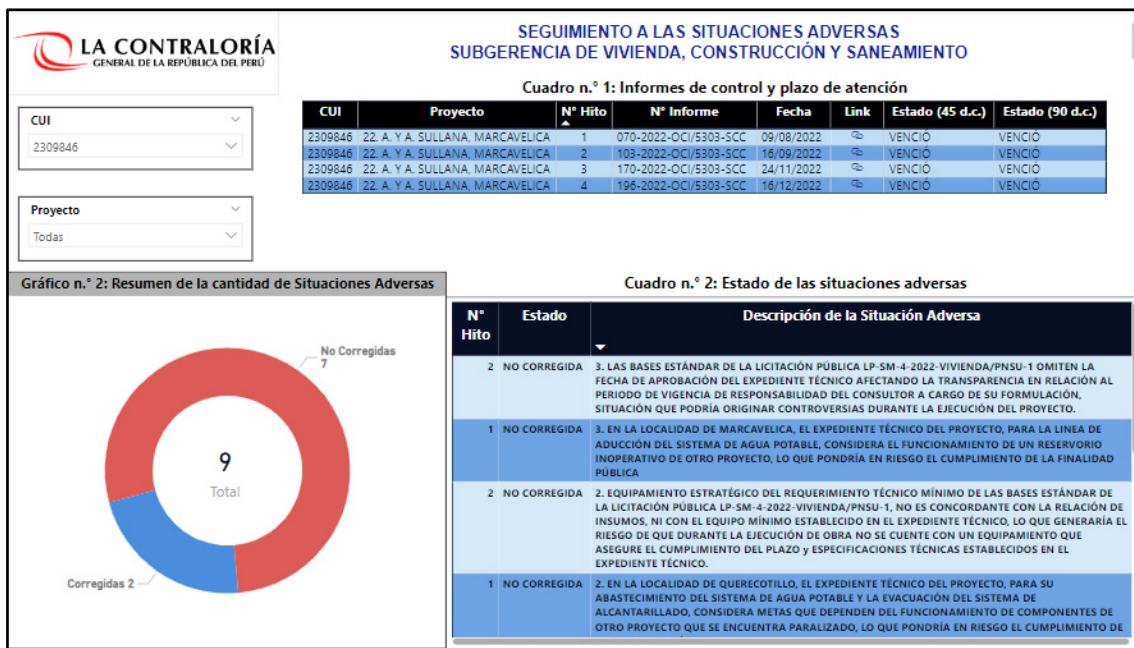 LA CONTRALORÍA
GENERAL DE LA REPÚBLICA DEL PERÚ
SEGUIMIENTO A LAS SITUACIONES ADVERSAS
SUBGERENCIA DE VIVIENDA, CONSTRUCCIÓN Y SANEAMIENTO
CUI
2309846
Proyecto
Todas
Cuadro n.° 1: Informes de control y plazo de atención
CUI Proyecto N° Hito N° Informe Fecha Link Estado (45 d.c.) Estado (90 d.c.)
2309846 22. A. Y A. SULLANA, MARCAVELICA 1 070-2022-OCI/5303-SCC 09/08/2022 VENCIÓ VENCIÓ
2309846 22. A. Y A. SULLANA, MARCAVELICA 2 103-2022-OCI/5303-SCC 16/09/2022 VENCIÓ VENCIÓ
2309846 22. A. Y A. SULLANA, MARCAVELICA 3 170-2022-OCI/5303-SCC 24/11/2022 VENCIÓ VENCIÓ
2309846 22. A. Y A. SULLANA, MARCAVELICA 4 196-2022-OCI/5303-SCC 16/12/2022 VENCIÓ VENCIÓ
Gráfico n.° 2: Resumen de la cantidad de Situaciones Adversas
No Corregidas
7
9
Total
Corregidas 2
Cuadro n.° 2: Estado de las situaciones adversas
N° Estado Descripción de la Situación Adversa
Hito
2 NO CORREGIDA 3. LAS BASES ESTÁNDAR DE LA LICITACIÓN PÚBLICA LP-SM-4-2022-VIVIENDA/PNSU-1 OMITEN LA
FECHA DE APROBACIÓN DEL EXPEDIENTE TÉCNICO AFECTANDO LA TRANSPARENCIA EN RELACIÓN AL
PERIODO DE VIGENCIA DE RESPONSABILIDAD DEL CONSULTOR A CARGO DE SU FORMULACIÓN,
SITUACIÓN QUE PODRÍA ORIGINAR CONTROVERSIAS DURANTE LA EJECUCIÓN DEL PROYECTO.
1 NO CORREGIDA 3. EN LA LOCALIDAD DE MARCAVELICA, EL EXPEDIENTE TÉCNICO DEL PROYECTO, PARA LA LINEA DE
ADUCCIÓN DEL SISTEMA DE AGUA POTABLE, CONSIDERA EL FUNCIONAMIENTO DE UN RESERVORIO
INOPERATIVO DE OTRO PROYECTO, LO QUE PONDRÍA EN RIESGO EL CUMPLIMIENTO DE LA FINALIDAD
PÚBLICA
2 NO CORREGIDA 2. EQUIPAMIENTO ESTRATÉGICO DEL REQUERIMIENTO TÉCNICO MÍNIMO DE LAS BASES ESTÁNDAR DE
LA LICITACIÓN PÚBLICA LP-SM-4-2022-VIVIENDA/PNSU-1, NO ES CONCORDANTE CON LA RELACIÓN DE
INSUMOS, NI CON EL EQUIPO MÍNIMO ESTABLECIDO EN EL EXPEDIENTE TÉCNICO, LO QUE GENERARÍA EL
RIESGO DE QUE DURANTE LA EJECUCIÓN DE OBRA NO SE CUENTE CON UN EQUIPAMIENTO QUE
ASEGURE EL CUMPLIMIENTO DEL PLAZO y ESPECIFICACIONES TÉCNICAS ESTABLECIDOS EN EL
EXPEDIENTE TÉCNICO.
1 NO CORREGIDA 2. EN LA LOCALIDAD DE QUERECOTILLO, EL EXPEDIENTE TÉCNICO DEL PROYECTO, PARA SU
ABASTECIMIENTO DEL SISTEMA DE AGUA POTABLE Y LA EVACUACIÓN DEL SISTEMA DE
ALCANTARILLADO, CONSIDERA METAS QUE DEPENDEN DEL FUNCIONAMIENTO DE COMPONENTES DE
OTRO PROYECTO QUE SE ENCUENTRA PARALIZADO, LO QUE PONDRÍA EN RIESGO EL CUMPLIMIENTO DE